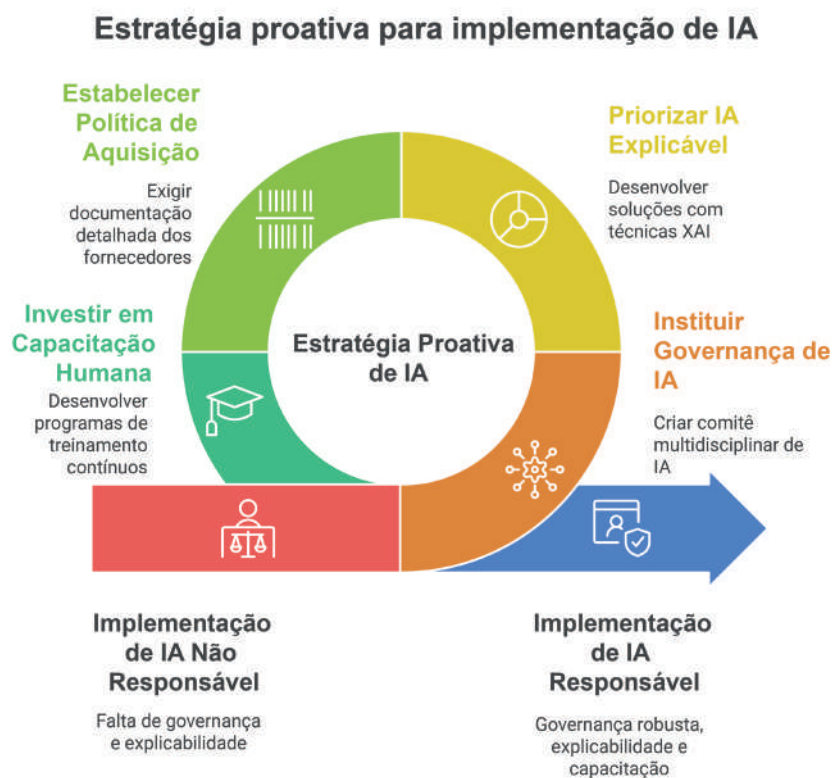 Estratégia proativa para implementação de IA
Estabelecer
Política de
Aquisição
Exigir
documentação
detalhada dos
fornecedores
Priorizar IA
Explicável
Desenvolver
soluções com
técnicas XAI
Investir em
Capacitação
Humana
Desenvolver
programas de
treinamento
contínuos
Estratégia Proativa
de IA
Instituir
Governança de
IA
Criar comitê
multidisciplinar de
IA
Implementação
de IA Não
Responsável
Falta de governança
e explicabilidade
Implementação
de IA
Responsável
Governança robusta,
explicabilidade e
capacitação